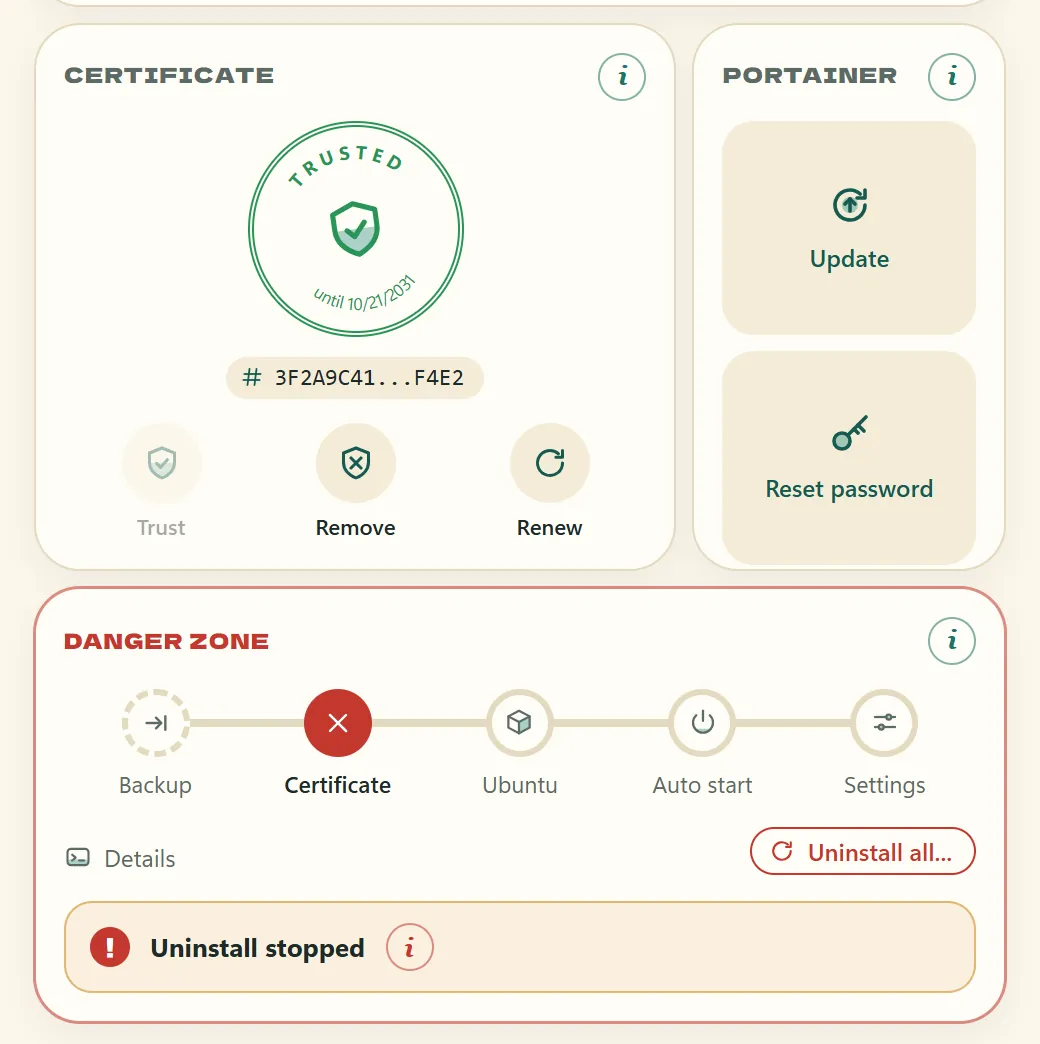 CERTIFICATE
i
TRUSTED
until 10/21/2031
# 3F2A9C41...F4E2
Trust
Remove
Renew
PORTAINER
i
Update
Reset password
DANGER ZONE
i
Backup
Certificate
Ubuntu
Auto start
Settings
Details
Uninstall all...
! Uninstall stopped i